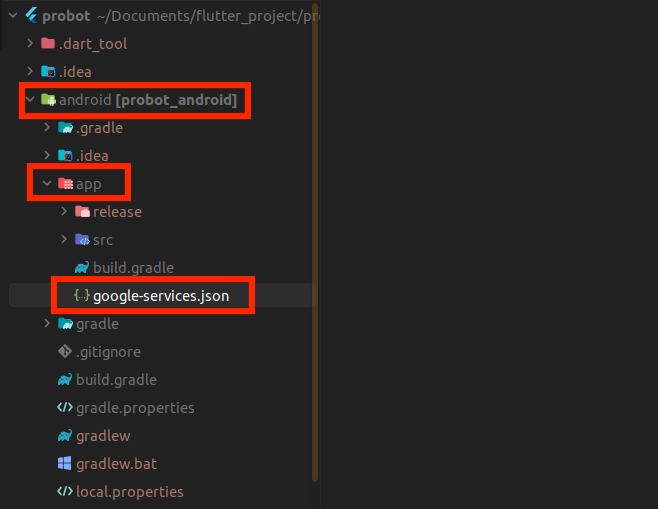 probot ~/Documents/flutter_project/pr
.dart_tool
.idea
android [probot_android]
.gradle
.idea
app
release
src
build.gradle
google-services.json
gradle
.gitignore
build.gradle
gradle.properties
gradlew
gradlew.bat
local.properties